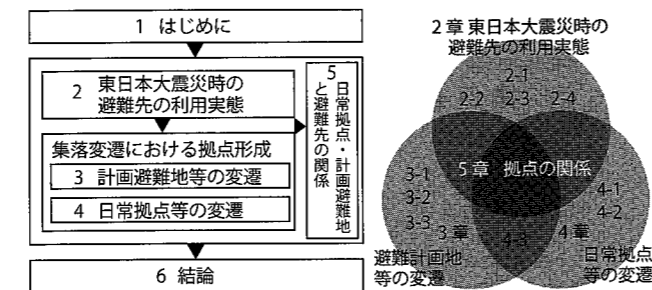 1 はじめに
2 東日本大震災時の
避難先の利用実態
集落変遷における拠点形成
3 計画避難地等の変遷
4 日常拠点等の変遷
5
日常拠点・計画避難地
と避難先の関係
6 結論
2章 東日本大震災時の
避難先の利用実態
2-1
2-2 2-3 2-4
5章 拠点の関係
3-1
3-2
3-3
3章
4-1
4-2
4-3
4章
避難計画地
等の変遷
日常拠点
等の変遷